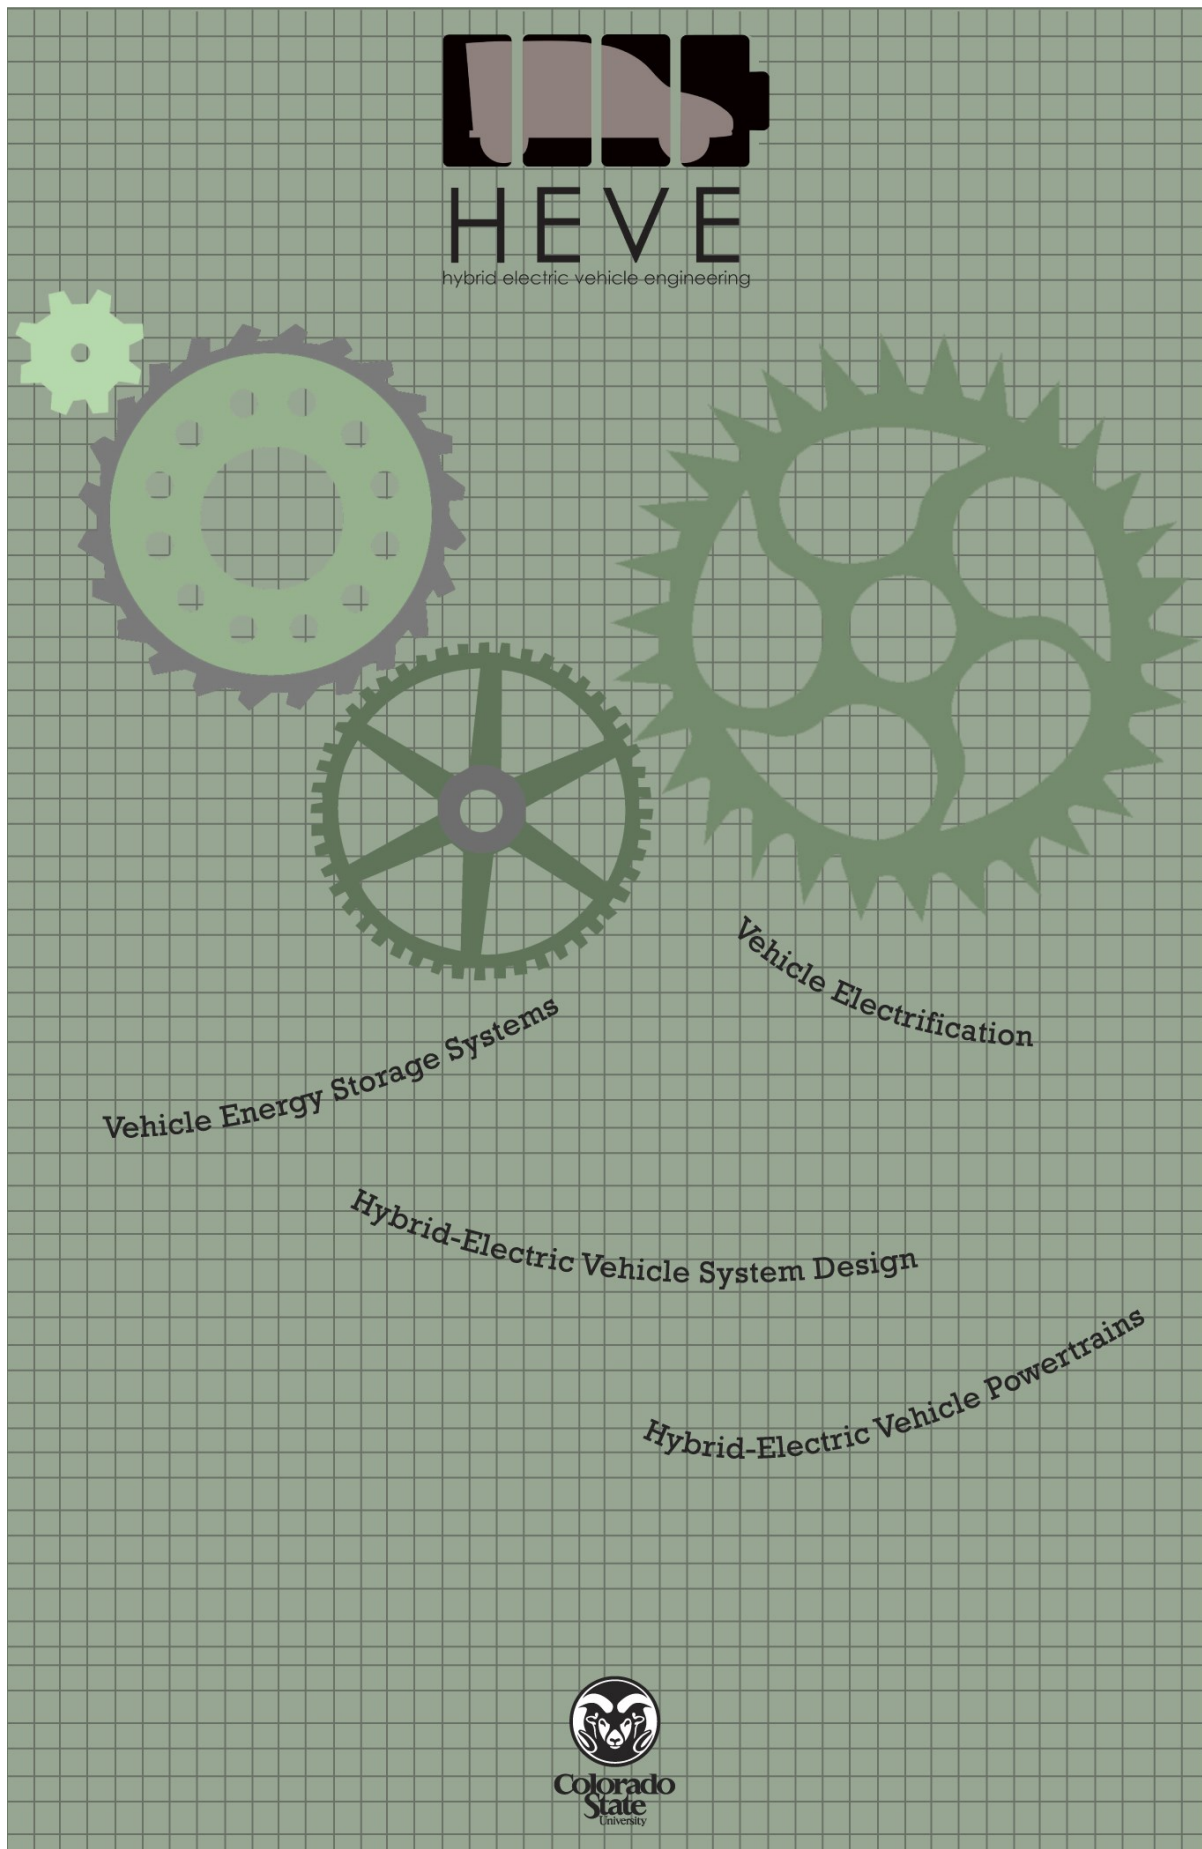 HEVE
hybrid electric vehicle engineering
Vehicle Electrification
Vehicle Energy Storage Systems
Hybrid-Electric Vehicle System Design
Hybrid-Electric Vehicle Powertrains
Colorado
State
University